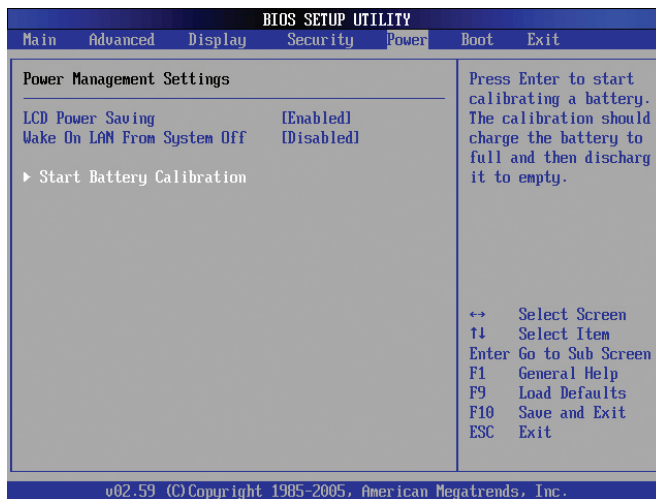 BIOS SETUP UTILITY
Main Advanced Display Security Power Boot Exit
Power Management Settings
LCD Power Saving [Enabled]
Wake On LAN From System Off [Disabled]
▶ Start Battery Calibration
Press Enter to start
calibrating a battery.
The calibration should
charge the battery to
full and then discharg
it to empty.
↔ Select Screen
↑↓ Select Item
Enter Go to Sub Screen
F1 General Help
F9 Load Defaults
F10 Save and Exit
ESC Exit
v02.59 (C)Copyright 1985-2005, American Megatrends, Inc.